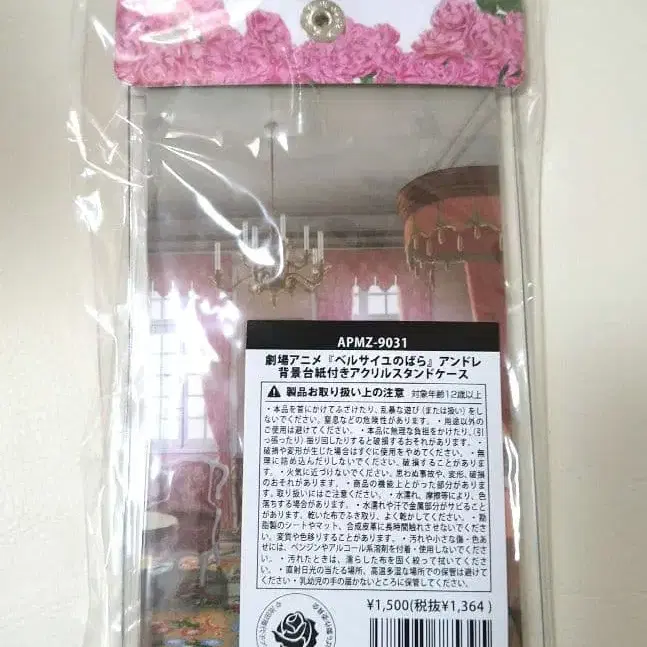 APMZ-9031
劇場アニメ『ベルサイユのばら』アンドレ
背景台紙付きアクリルスタンドケース
製品お取り扱い上の注意 対象年齢12歳以上
・本品を首にかけてふざけたり、乱暴な遊び(または扱い)をし
ないでください。窒息などの危険性があります。・用途以外の
ご使用は避けてください。・本品に無理な負担をかけたり、(引
っ張ったり)振り回したりすると破損するおそれがあります。・
破損や変形が生じた場合はすぐに使用をやめてください。・無
理に詰め込んだりしないでください、破損することがありま
す。・火気に近づけないでください。思わぬ事故や、変形、破損
のおそれがあります。・商品の機能上とがった部分がありま
す。取り扱いにはご注意ください。・水濡れ、摩擦等により、色
落ちする場合があります。・水濡れや汗で金属部分がサビること
があります。乾いた布でふき取り、よく乾かしてください。・樹
脂製のシートやマット、合成皮革に長時間触れさせないでくださ
い。変質や色移りすることがあります。・汚れや小さな傷・色あ
せには、ベンジンやアルコール系溶剤を付着・使用しないでくだ
さい。・汚れたときは、濡らした布を固く絞って拭いてくださ
い。・直射日光の当たる場所、高温多湿な場所での保管は避けてく
ださい・乳幼児の手の届かないところに保管してください。
¥1,500(税抜¥1,364)